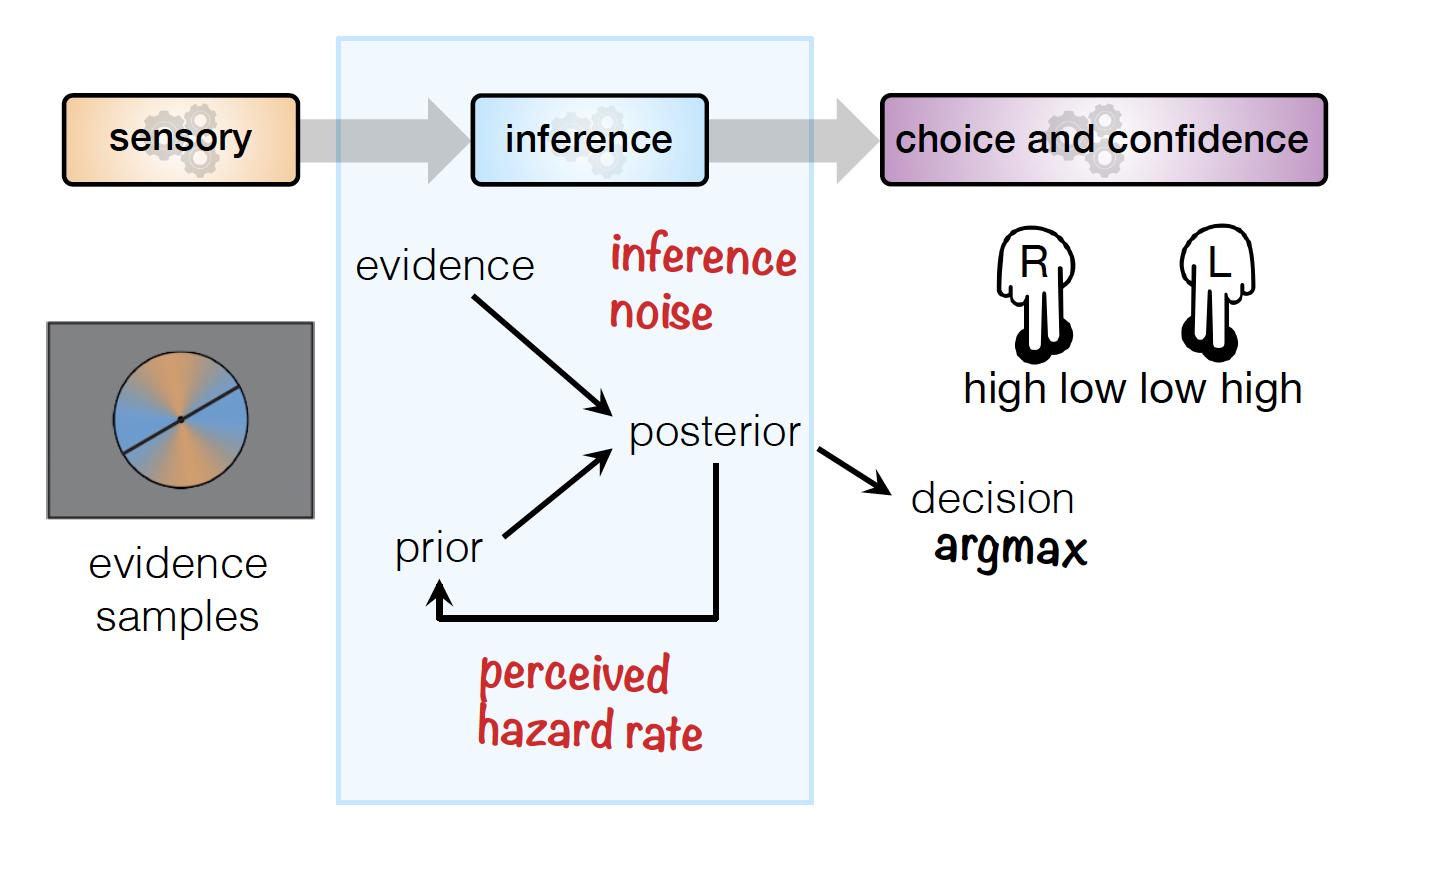 sensory
inference
choice and confidence
evidence
inference
noise
R
L
high low low high
posterior
decision
argmax
prior
evidence
samples
perceived
hazard rate